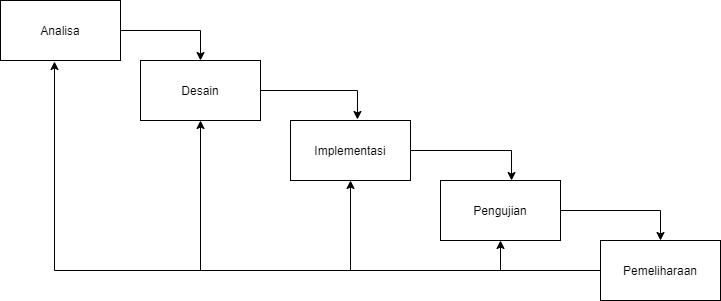 Analisa
Desain
Implementasi
Pengujian
Pemeliharaan